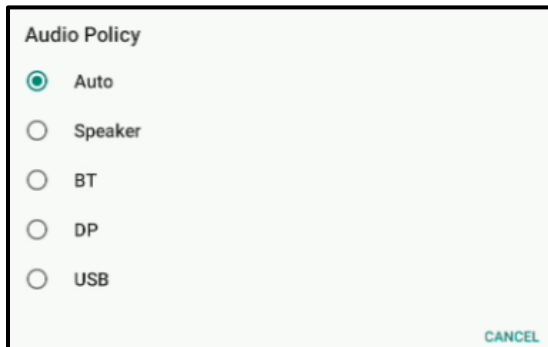 Audio Policy
Auto
Speaker
BT
DP
USB
CANCEL